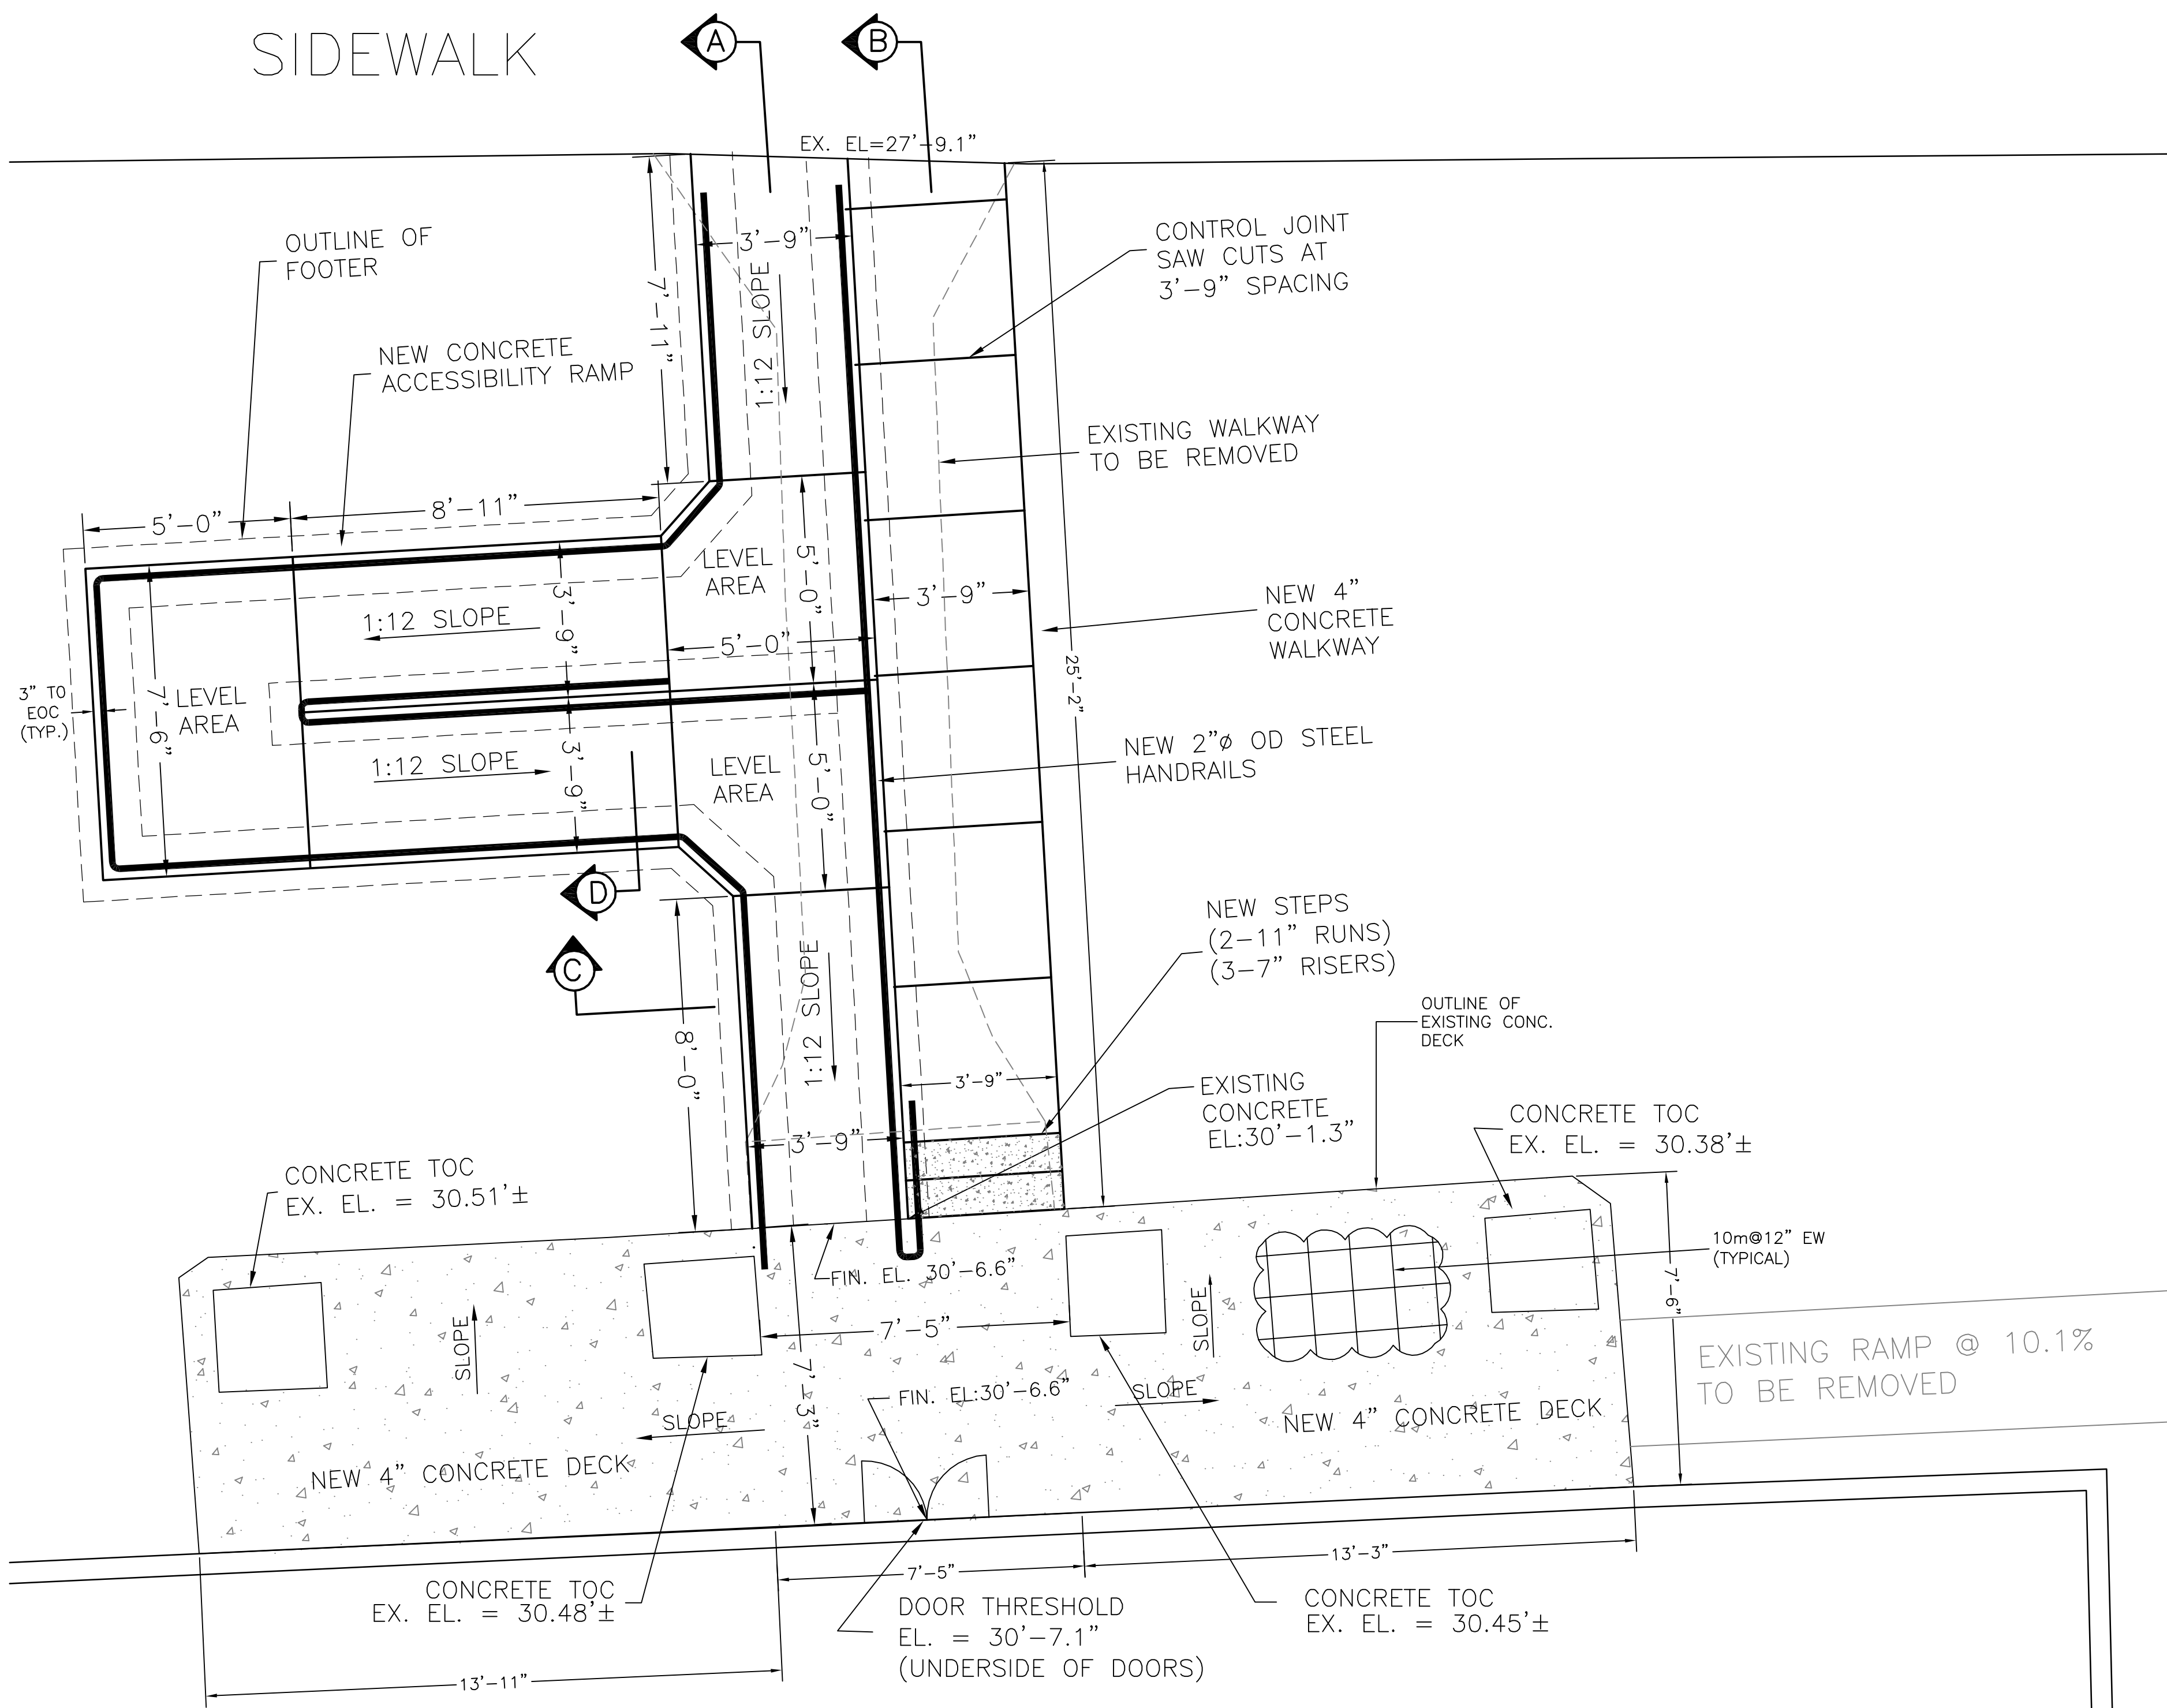 SIDEWALK
A
B
EX. EL=27'-9.1"
OUTLINE OF
FOOTER
3'-9"
CONTROL JOINT
SAW CUTS AT
3'-9" SPACING
7'-11"
1:12 SLOPE
NEW CONCRETE
ACCESSIBILITY RAMP
EXISTING WALKWAY
TO BE REMOVED
5'-0"
8'-11"
LEVEL
AREA
5'-0"
3'-9"
3'-9"
1:12 SLOPE
NEW 4"
CONCRETE
WALKWAY
5'-0"
25'-2"
3" TO
EOC
(TYP.)
7'-6"
LEVEL
AREA
3'-9"
1:12 SLOPE
LEVEL
AREA
5'-0"
NEW 2"ø OD STEEL
HANDRAILS
D
NEW STEPS
(2-11" RUNS)
(3-7" RISERS)
C
1:12 SLOPE
8'-0"
OUTLINE OF
EXISTING CONC.
DECK
3'-9"
EXISTING
CONCRETE
EL:30'-1.3"
CONCRETE TOC
EX. EL. = 30.38'±
3'-9"
CONCRETE TOC
EX. EL. = 30.51'±
FIN. EL. 30'-6.6"
10m@12" EW
(TYPICAL)
7'-6"
SLOPE
7'-5"
SLOPE
EXISTING RAMP @ 10.1%
TO BE REMOVED
7'-3"
FIN. EL:30'-6.6"
SLOPE
SLOPE
NEW 4" CONCRETE DECK
NEW 4" CONCRETE DECK
13'-3"
7'-5"
CONCRETE TOC
EX. EL. = 30.48'±
DOOR THRESHOLD
EL. = 30'-7.1"
(UNDERSIDE OF DOORS)
CONCRETE TOC
EX. EL. = 30.45'±
13'-11"